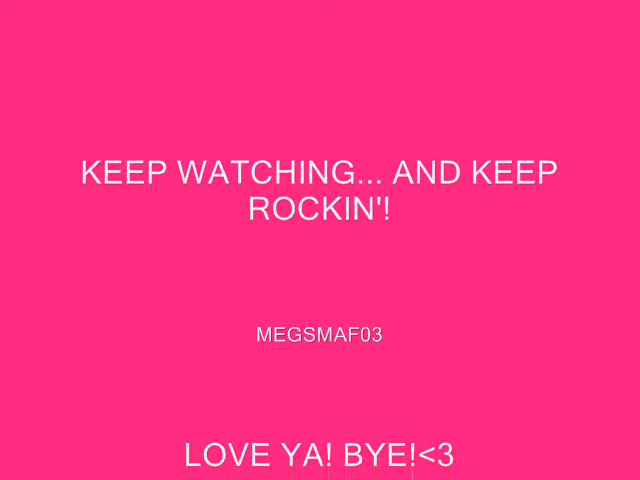 KEEP WATCHING... AND KEEP
ROCKIN'!
MEGSMAF03
LOVE YA! BYE!<3